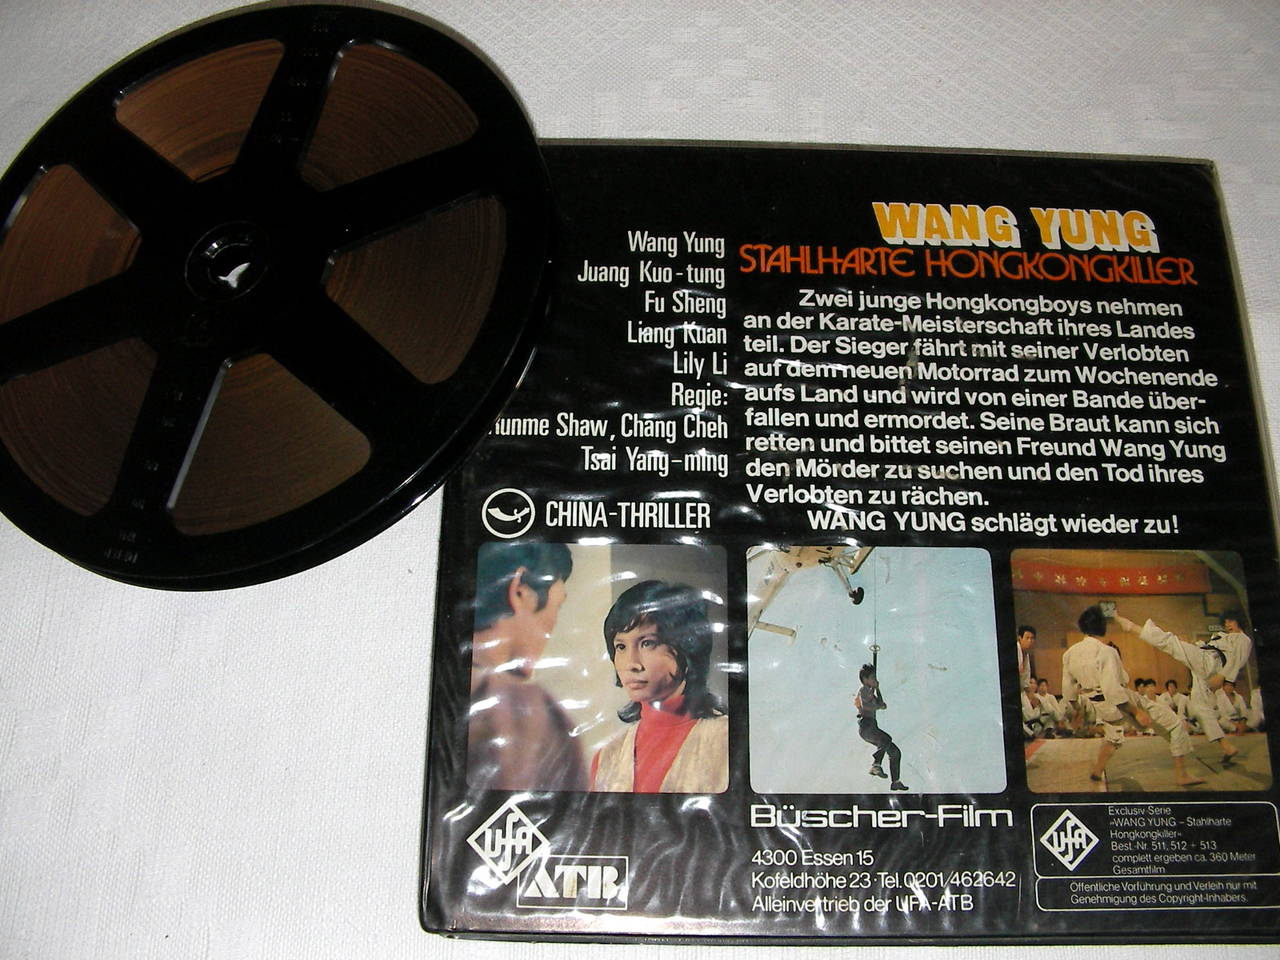 WANG YUNG
STAHLHARTE HONGKONGKILLER
Wang Yung
Juang Kuo-tung
Fu Sheng
Liang Kuan
Lily Li
Regie:
Runme Shaw, Chang Cheh
Tsai Yang-ming
CHINA-THRILLER
Zwei junge Hongkongboys nehmen
an der Karate-Meisterschaft ihres Landes
teil. Der Sieger fährt mit seiner Verlobten
auf dem neuen Motorrad zum Wochenende
aufs Land und wird von einer Bande über-
fallen und ermordet. Seine Braut kann sich
retten und bittet seinen Freund Wang Yung
den Mörder zu suchen und den Tod ihres
Verlobten zu rächen.
WANG YUNG schlägt wieder zu!
UFA
ATB
Büscher-Film
4300 Essen 15
Kofeldhöhe 23·Tel.0201/462642
Alleinvertrieb der UFA-ATB
UFA
Exclusiv-Serie
»WANG YUNG – Stahlharte
Hongkongkiller«
Best.-Nr. 511, 512 + 513
complett ergeben ca. 360 Meter
Gesamtfilm
Öffentliche Vorführung und Verleih nur mit
Genehmigung des Copyright-Inhabers.